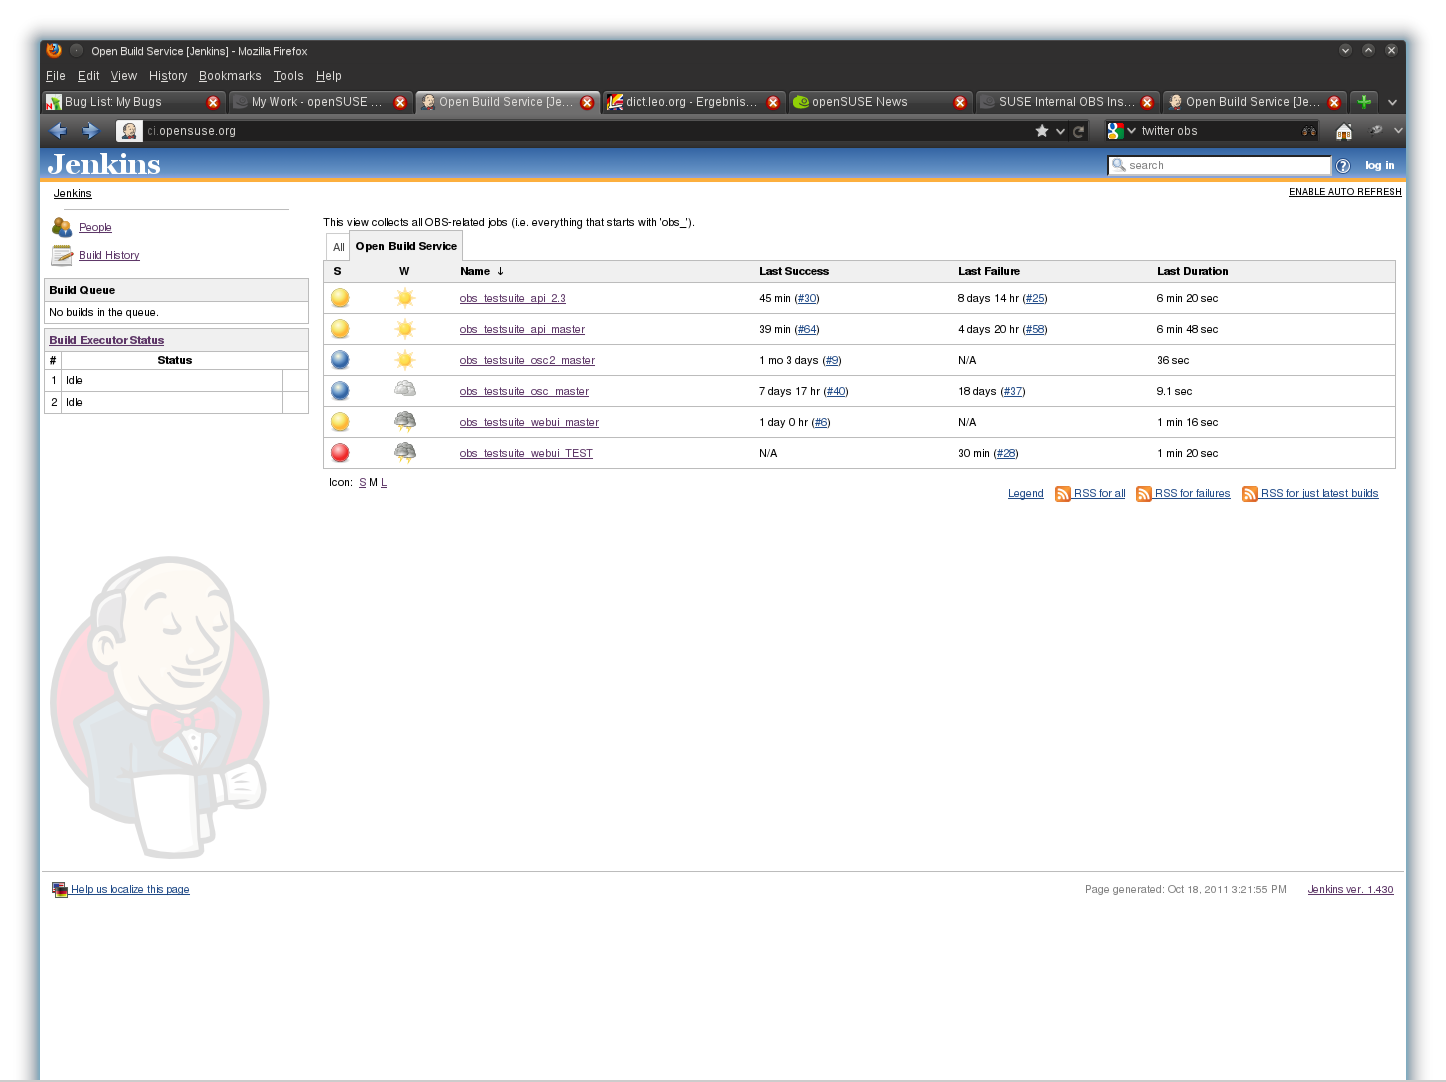 Open Build Service [Jenkins] - Mozilla Firefox
File Edit View History Bookmarks Tools Help
Bug List: My Bugs My Work - openSUSE ... Open Build Service [Je... dict.leo.org - Ergebnis... openSUSE News SUSE Internal OBS Ins... Open Build Service [Je...
ci.opensuse.org twitter obs
Jenkins search log in
Jenkins ENABLE AUTO REFRESH
People
Build History
Build Queue
No builds in the queue.
Build Executor Status
# Status
1 Idle
2 Idle
This view collects all OBS-related jobs (i.e. everything that starts with 'obs_').
All Open Build Service
S W Name ↓ Last Success Last Failure Last Duration
obs_testsuite_api_2.3 45 min (#30) 8 days 14 hr (#25) 6 min 20 sec
obs_testsuite_api_master 39 min (#64) 4 days 20 hr (#58) 6 min 48 sec
obs_testsuite_osc2_master 1 mo 3 days (#9) N/A 36 sec
obs_testsuite_osc_master 7 days 17 hr (#40) 18 days (#37) 9.1 sec
obs_testsuite_webui_master 1 day 0 hr (#6) N/A 1 min 16 sec
obs_testsuite_webui_TEST N/A 30 min (#28) 1 min 20 sec
Icon: S M L
Legend RSS for all RSS for failures RSS for just latest builds
Help us localize this page Page generated: Oct 18, 2011 3:21:55 PM Jenkins ver. 1.430